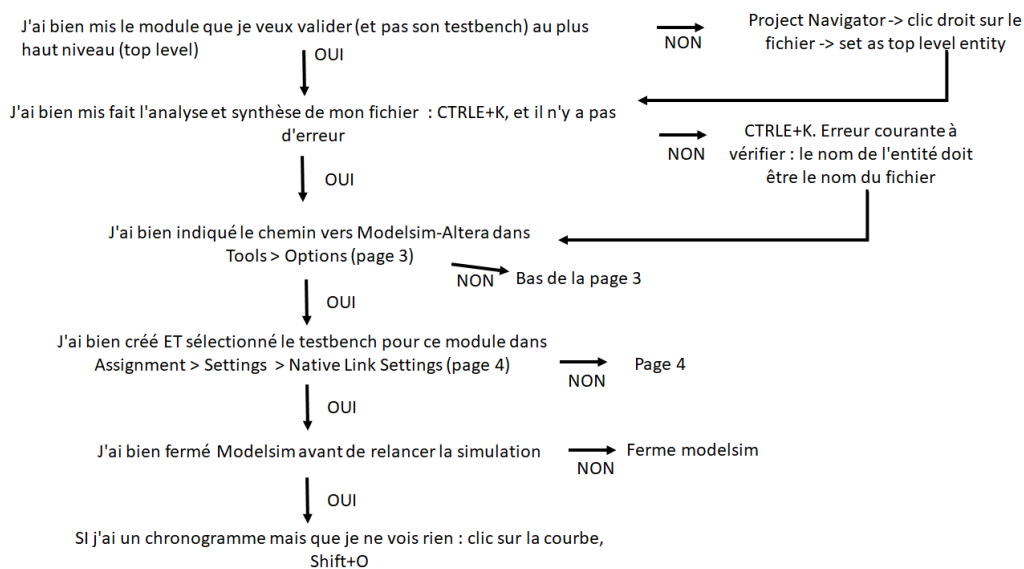 J'ai bien mis le module que je veux valider (et pas son testbench) au plus
haut niveau (top level)
NON
Project Navigator -> clic droit sur le
fichier -> set as top level entity
OUI
J'ai bien mis fait l'analyse et synthèse de mon fichier : CTRLE+K, et il n'y a pas
d'erreur
NON
CTRLE+K. Erreur courante à
vérifier : le nom de l'entité doit
être le nom du fichier
OUI
J'ai bien indiqué le chemin vers Modelsim-Altera dans
Tools > Options (page 3)
NON
Bas de la page 3
OUI
J'ai bien créé ET sélectionné le testbench pour ce module dans
Assignment > Settings > Native Link Settings (page 4)
NON
Page 4
OUI
J'ai bien fermé Modelsim avant de relancer la simulation
NON
Ferme modelsim
OUI
SI j'ai un chronogramme mais que je ne vois rien : clic sur la courbe,
Shift+O